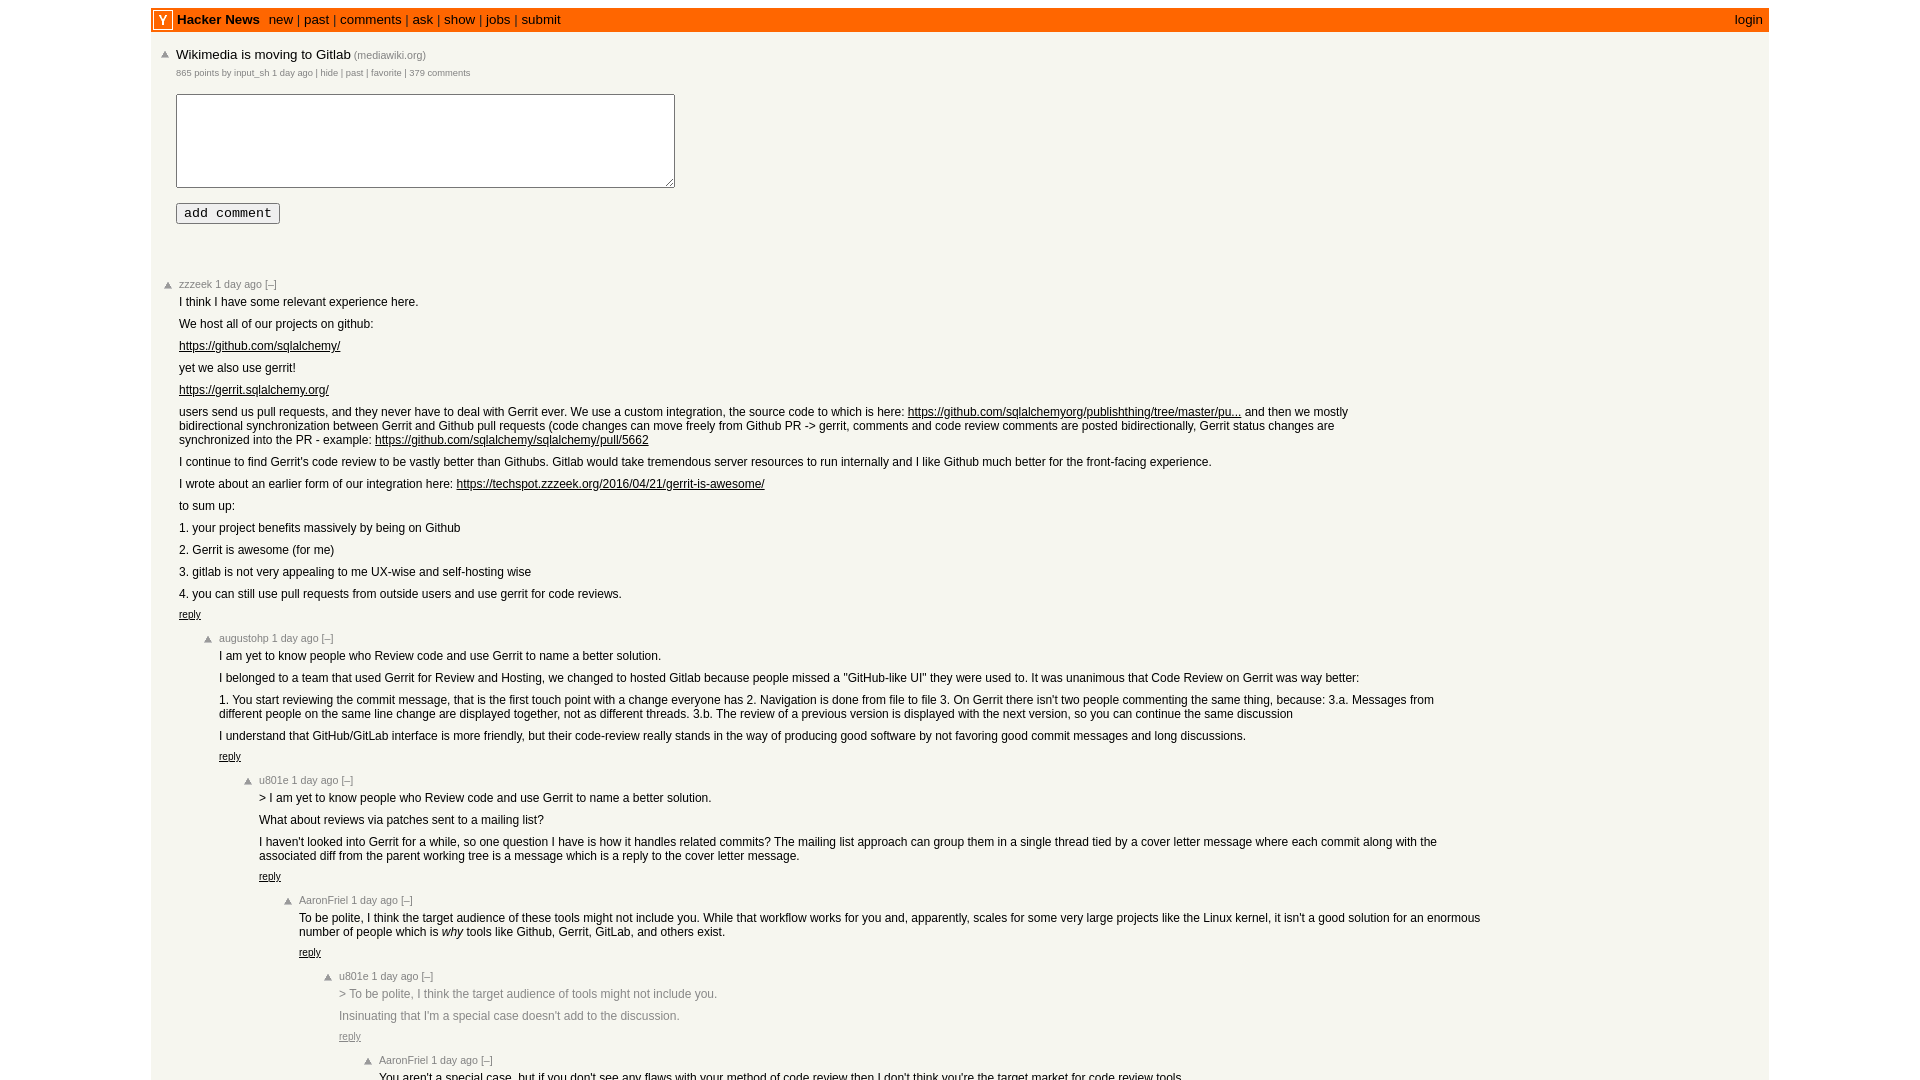 Y Hacker News new | past | comments | ask | show | jobs | submit login
Wikimedia is moving to Gitlab (mediawiki.org)
865 points by input_sh 1 day ago | hide | past | favorite | 379 comments
add comment
zzzeek 1 day ago [–]
I think I have some relevant experience here.
We host all of our projects on github:
https://github.com/sqlalchemy/
yet we also use gerrit!
https://gerrit.sqlalchemy.org/
users send us pull requests, and they never have to deal with Gerrit ever. We use a custom integration, the source code to which is here: https://github.com/sqlalchemyorg/publishthing/tree/master/pu... and then we mostly
bidirectional synchronization between Gerrit and Github pull requests (code changes can move freely from Github PR -> gerrit, comments and code review comments are posted bidirectionally, Gerrit status changes are
synchronized into the PR - example: https://github.com/sqlalchemy/sqlalchemy/pull/5662
I continue to find Gerrit's code review to be vastly better than Githubs. Gitlab would take tremendous server resources to run internally and I like Github much better for the front-facing experience.
I wrote about an earlier form of our integration here: https://techspot.zzzeek.org/2016/04/21/gerrit-is-awesome/
to sum up:
1. your project benefits massively by being on Github
2. Gerrit is awesome (for me)
3. gitlab is not very appealing to me UX-wise and self-hosting wise
4. you can still use pull requests from outside users and use gerrit for code reviews.
reply
augustohp 1 day ago [–]
I am yet to know people who Review code and use Gerrit to name a better solution.
I belonged to a team that used Gerrit for Review and Hosting, we changed to hosted Gitlab because people missed a "GitHub-like UI" they were used to. It was unanimous that Code Review on Gerrit was way better:
1. You start reviewing the commit message, that is the first touch point with a change everyone has 2. Navigation is done from file to file 3. On Gerrit there isn't two people commenting the same thing, because: 3.a. Messages from
different people on the same line change are displayed together, not as different threads. 3.b. The review of a previous version is displayed with the next version, so you can continue the same discussion
I understand that GitHub/GitLab interface is more friendly, but their code-review really stands in the way of producing good software by not favoring good commit messages and long discussions.
reply
u801e 1 day ago [–]
> I am yet to know people who Review code and use Gerrit to name a better solution.
What about reviews via patches sent to a mailing list?
I haven't looked into Gerrit for a while, so one question I have is how it handles related commits? The mailing list approach can group them in a single thread tied by a cover letter message where each commit along with the
associated diff from the parent working tree is a message which is a reply to the cover letter message.
reply
AaronFriel 1 day ago [–]
To be polite, I think the target audience of these tools might not include you. While that workflow works for you and, apparently, scales for some very large projects like the Linux kernel, it isn't a good solution for an enormous
number of people which is why tools like Github, Gerrit, GitLab, and others exist.
reply
u801e 1 day ago [–]
> To be polite, I think the target audience of tools might not include you.
Insinuating that I'm a special case doesn't add to the discussion.
reply
AaronFriel 1 day ago [–]
You aren't a special case, but if you don't see any flaws with your method of code review then I don't think you're the target market for code review tools.